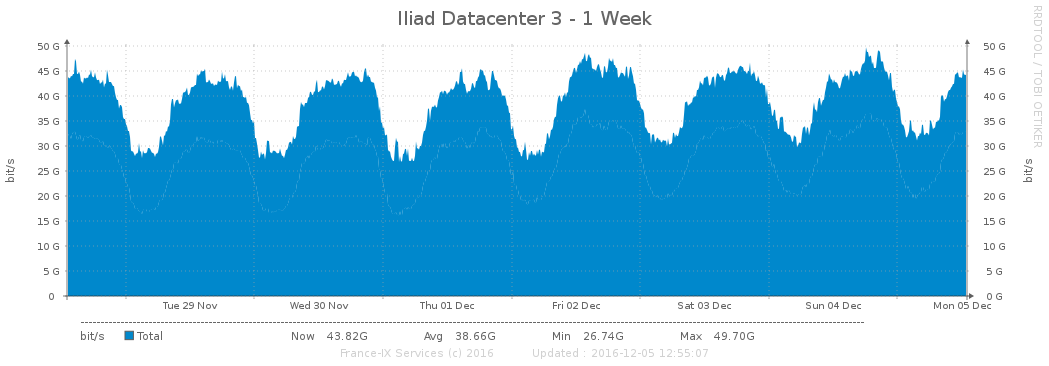 Iliad Datacenter 3 - 1 Week
RRDTOOL / TOBI OETIKER
50 G 50 G
45 G 45 G
40 G 40 G
35 G 35 G
30 G 30 G
25 G 25 G
20 G 20 G
15 G 15 G
10 G 10 G
5 G 5 G
0 0 G
bit/s bit/s
Tue 29 Nov Wed 30 Nov Thu 01 Dec Fri 02 Dec Sat 03 Dec Sun 04 Dec Mon 05 Dec
bit/s Total Now 43.82G Avg 38.66G Min 26.74G Max 49.70G
France-IX Services (c) 2016 Updated : 2016-12-05 12:55:07